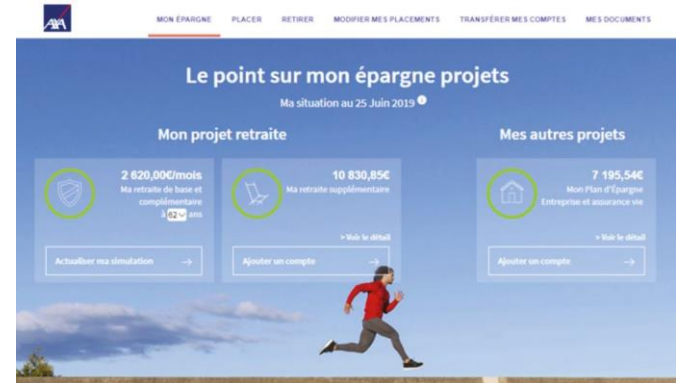 AXA
MON ÉPARGNE PLACER RETIRER MODIFIER MES PLACEMENTS TRANSFÉRER MES COMPTES MES DOCUMENTS
Le point sur mon épargne projets
Ma situation au 25 Juin 2019
Mon projet retraite
Mes autres projets
2 620,00€/mois
Ma retraite de base et
complémentaire
à 62 ans
Actualiser ma simulation
10 830,85€
Ma retraite supplémentaire
> Voir le détail
Ajouter un compte
7 195,54€
Mon Plan d'Épargne
Entreprise et assurance vie
> Voir le détail
Ajouter un compte